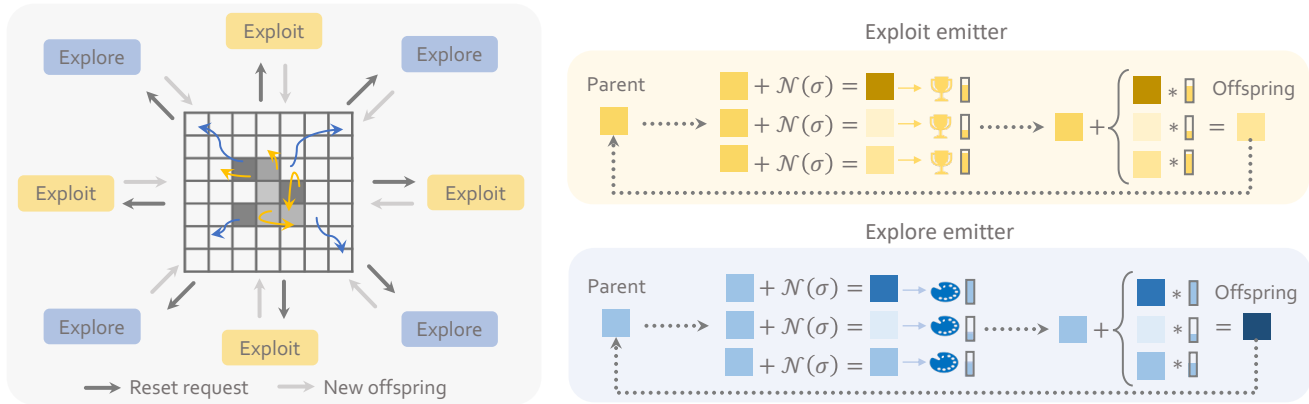 Exploit
Explore
Explore
Exploit
Exploit
Explore
Explore
Exploit
Reset request
New offspring
Exploit emitter
Parent
+ 𝒩(σ) =
+ 𝒩(σ) =
+ 𝒩(σ) =
+ {
*
*
*
Offspring
=
Explore emitter
Parent
+ 𝒩(σ) =
+ 𝒩(σ) =
+ 𝒩(σ) =
+ {
*
*
*
Offspring
=